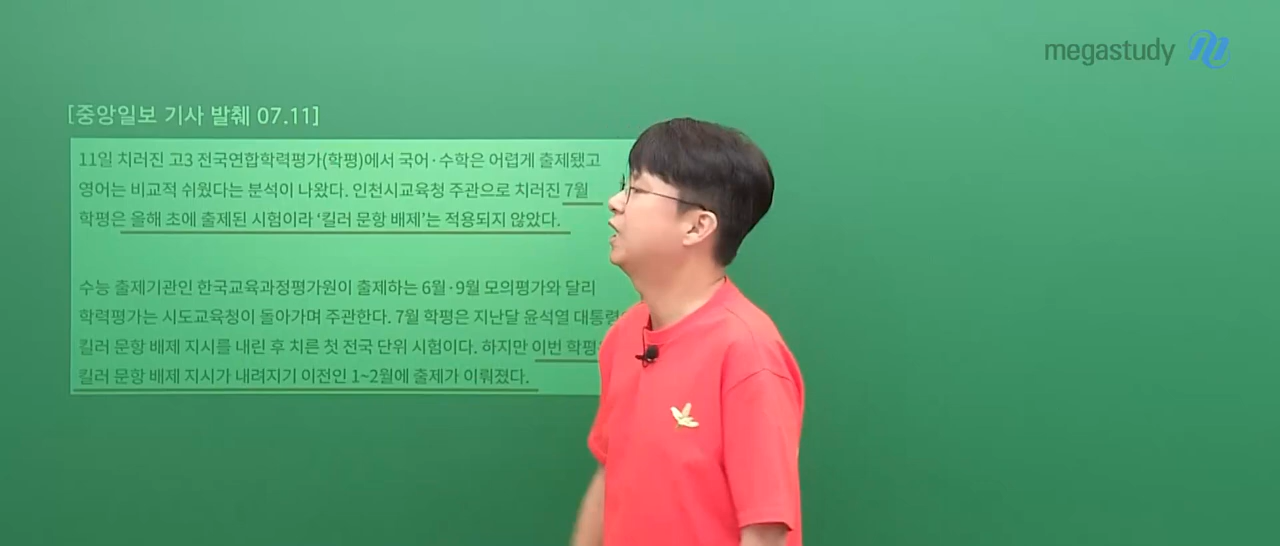 megastudy
[중앙일보 기사 발췌 07.11]
11일 치러진 고3 전국연합학력평가(학평)에서 국어·수학은 어렵게 출제됐고
영어는 비교적 쉬웠다는 분석이 나왔다. 인천시교육청 주관으로 치러진 7월
학평은 올해 초에 출제된 시험이라 ‘킬러 문항 배제’는 적용되지 않았다.
수능 출제기관인 한국교육과정평가원이 출제하는 6월·9월 모의평가와 달리
학력평가는 시도교육청이 돌아가며 주관한다. 7월 학평은 지난달 윤석열 대통령
킬러 문항 배제 지시를 내린 후 치른 첫 전국 단위 시험이다. 하지만 이번 학평
킬러 문항 배제 지시가 내려지기 이전인 1~2월에 출제가 이뤄졌다.